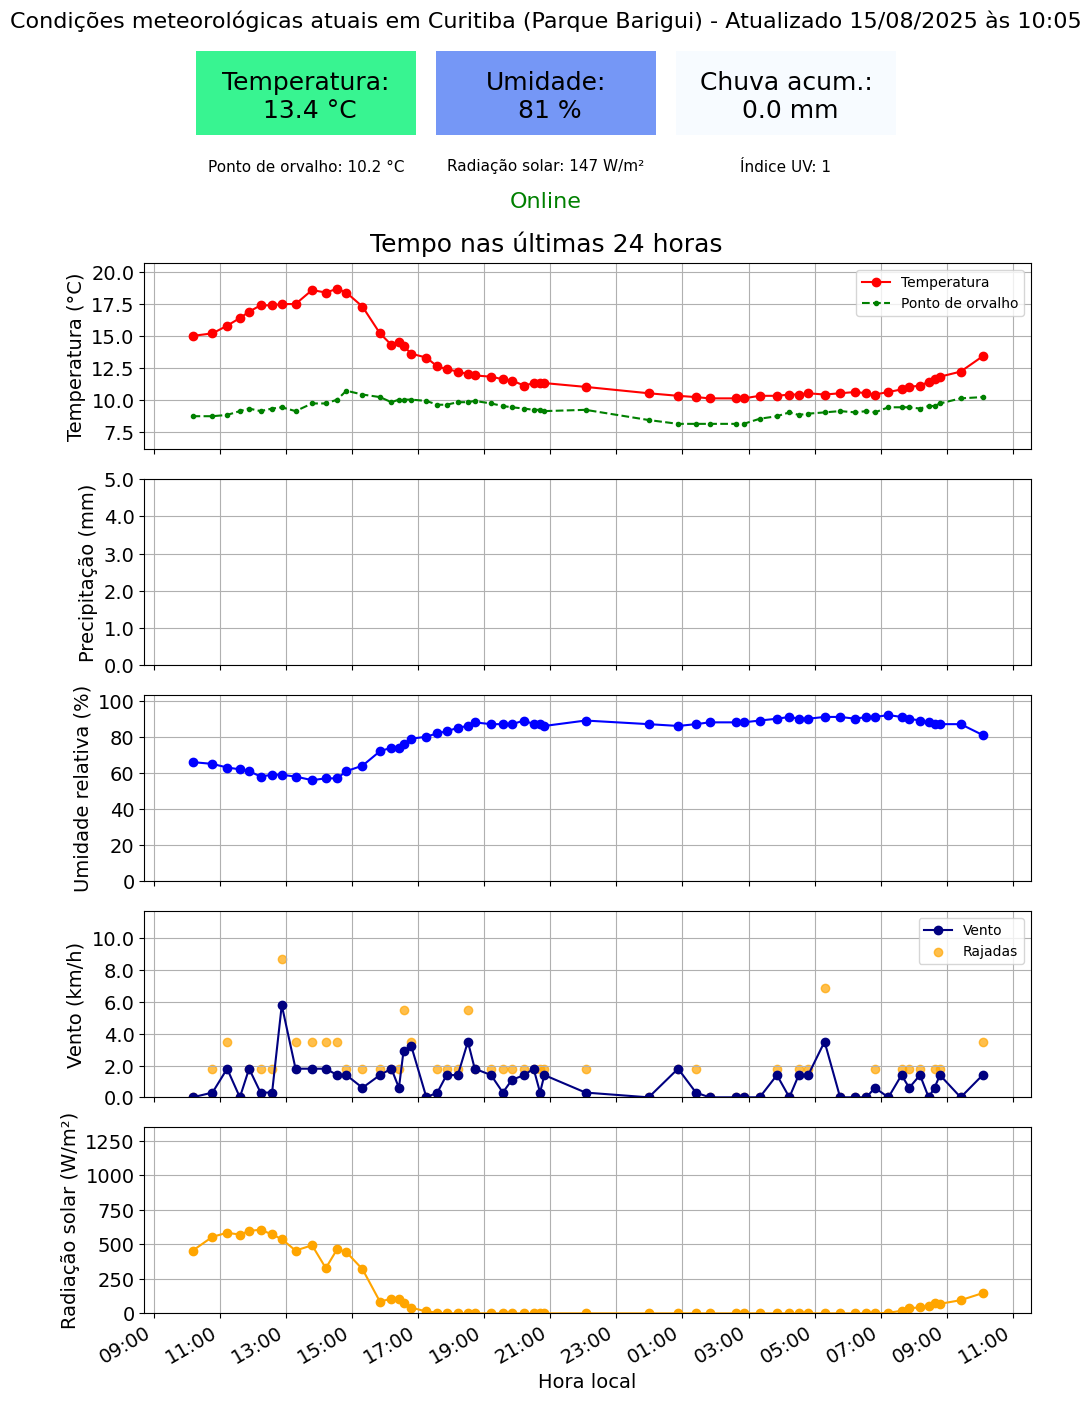 Condições meteorológicas atuais em Curitiba (Parque Barigui) - Atualizado 15/08/2025 às 10:05
Temperatura:
13.4 °C
Umidade:
81 %
Chuva acum.:
0.0 mm
Ponto de orvalho: 10.2 °C
Radiação solar: 147 W/m²
Índice UV: 1
Online
Tempo nas últimas 24 horas
Temperatura (°C)
20.0
17.5
15.0
12.5
10.0
7.5
Temperatura
Ponto de orvalho
Precipitação (mm)
5.0
4.0
3.0
2.0
1.0
0.0
Umidade relativa (%)
100
80
60
40
20
0
Vento (km/h)
10.0
8.0
6.0
4.0
2.0
0.0
Vento
Rajadas
Radiação solar (W/m²)
1250
1000
750
500
250
0
09:00
11:00
13:00
15:00
17:00
19:00
21:00
23:00
01:00
03:00
05:00
07:00
09:00
11:00
Hora local